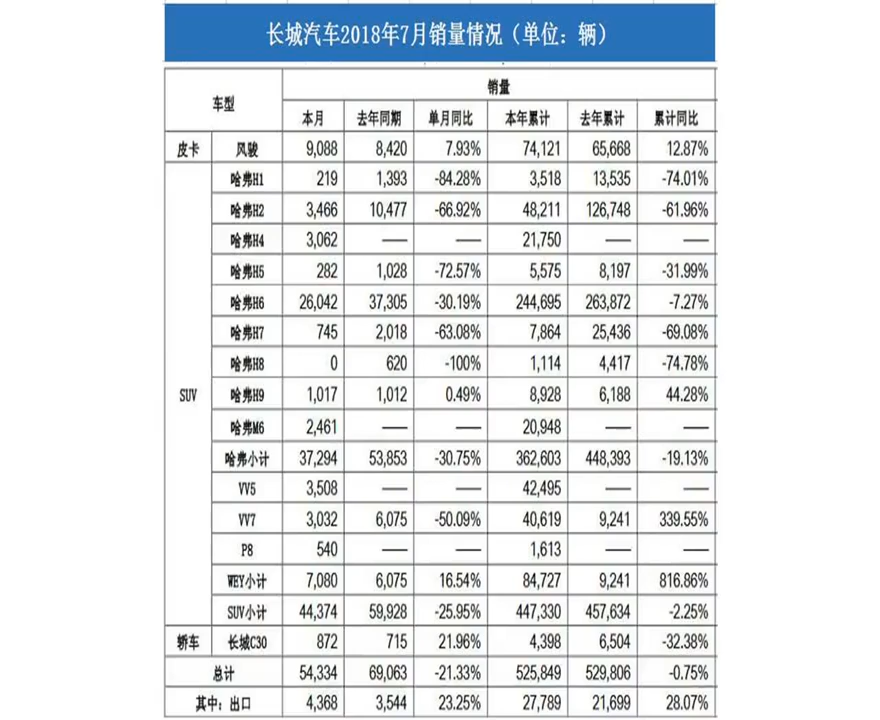 长城汽车2018年7月销量情况（单位：辆）
车型 销量
本月 去年同期 单月同比 本年累计 去年累计 累计同比
皮卡 风骏 9,088 8,420 7.93% 74,121 65,668 12.87%
SUV 哈弗H1 219 1,393 -84.28% 3,518 13,535 -74.01%
哈弗H2 3,466 10,477 -66.92% 48,211 126,748 -61.96%
哈弗H4 3,062 —— —— 21,750 —— ——
哈弗H5 282 1,028 -72.57% 5,575 8,197 -31.99%
哈弗H6 26,042 37,305 -30.19% 244,695 263,872 -7.27%
哈弗H7 745 2,018 -63.08% 7,864 25,436 -69.08%
哈弗H8 0 620 -100% 1,114 4,417 -74.78%
哈弗H9 1,017 1,012 0.49% 8,928 6,188 44.28%
哈弗M6 2,461 —— —— 20,948 —— ——
哈弗小计 37,294 53,853 -30.75% 362,603 448,393 -19.13%
VV5 3,508 —— —— 42,495 —— ——
VV7 3,032 6,075 -50.09% 40,619 9,241 339.55%
P8 540 —— —— 1,613 —— ——
WEY小计 7,080 6,075 16.54% 84,727 9,241 816.86%
SUV小计 44,374 59,928 -25.95% 447,330 457,634 -2.25%
轿车 长城C30 872 715 21.96% 4,398 6,504 -32.38%
总计 54,334 69,063 -21.33% 525,849 529,806 -0.75%
其中：出口 4,368 3,544 23.25% 27,789 21,699 28.07%